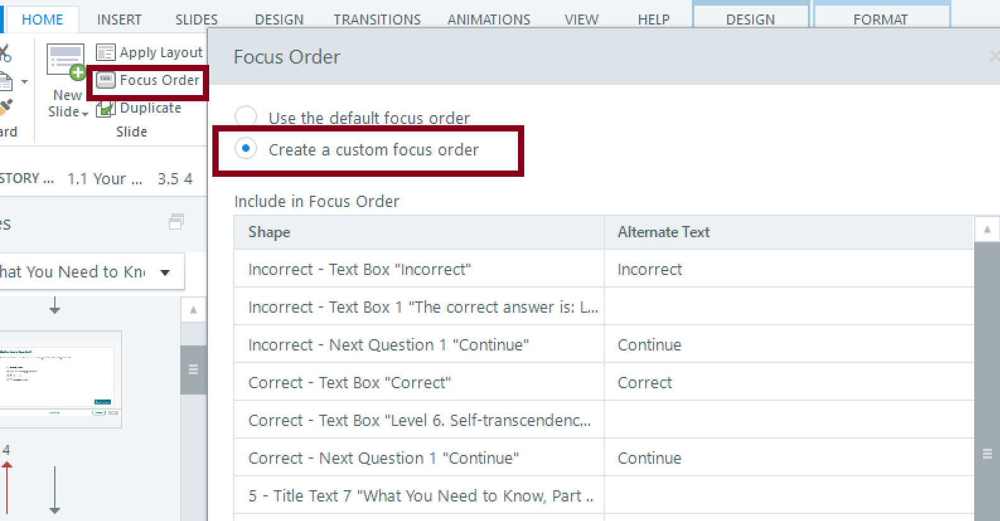 HOME INSERT SLIDES DESIGN TRANSITIONS ANIMATIONS VIEW HELP DESIGN FORMAT
Apply Layout
Focus Order
Duplicate
New
Slide
ard
Slide
STORY ... 1.1 Your ... 3.5 4
es
hat You Need to Kn
4
Focus Order
Use the default focus order
Create a custom focus order
Include in Focus Order
Shape Alternate Text
Incorrect - Text Box "Incorrect" Incorrect
Incorrect - Text Box 1 "The correct answer is: L...
Incorrect - Next Question 1 "Continue" Continue
Correct - Text Box "Correct" Correct
Correct - Text Box "Level 6. Self-transcendenc...
Correct - Next Question 1 "Continue" Continue
5 - Title Text 7 "What You Need to Know, Part ..